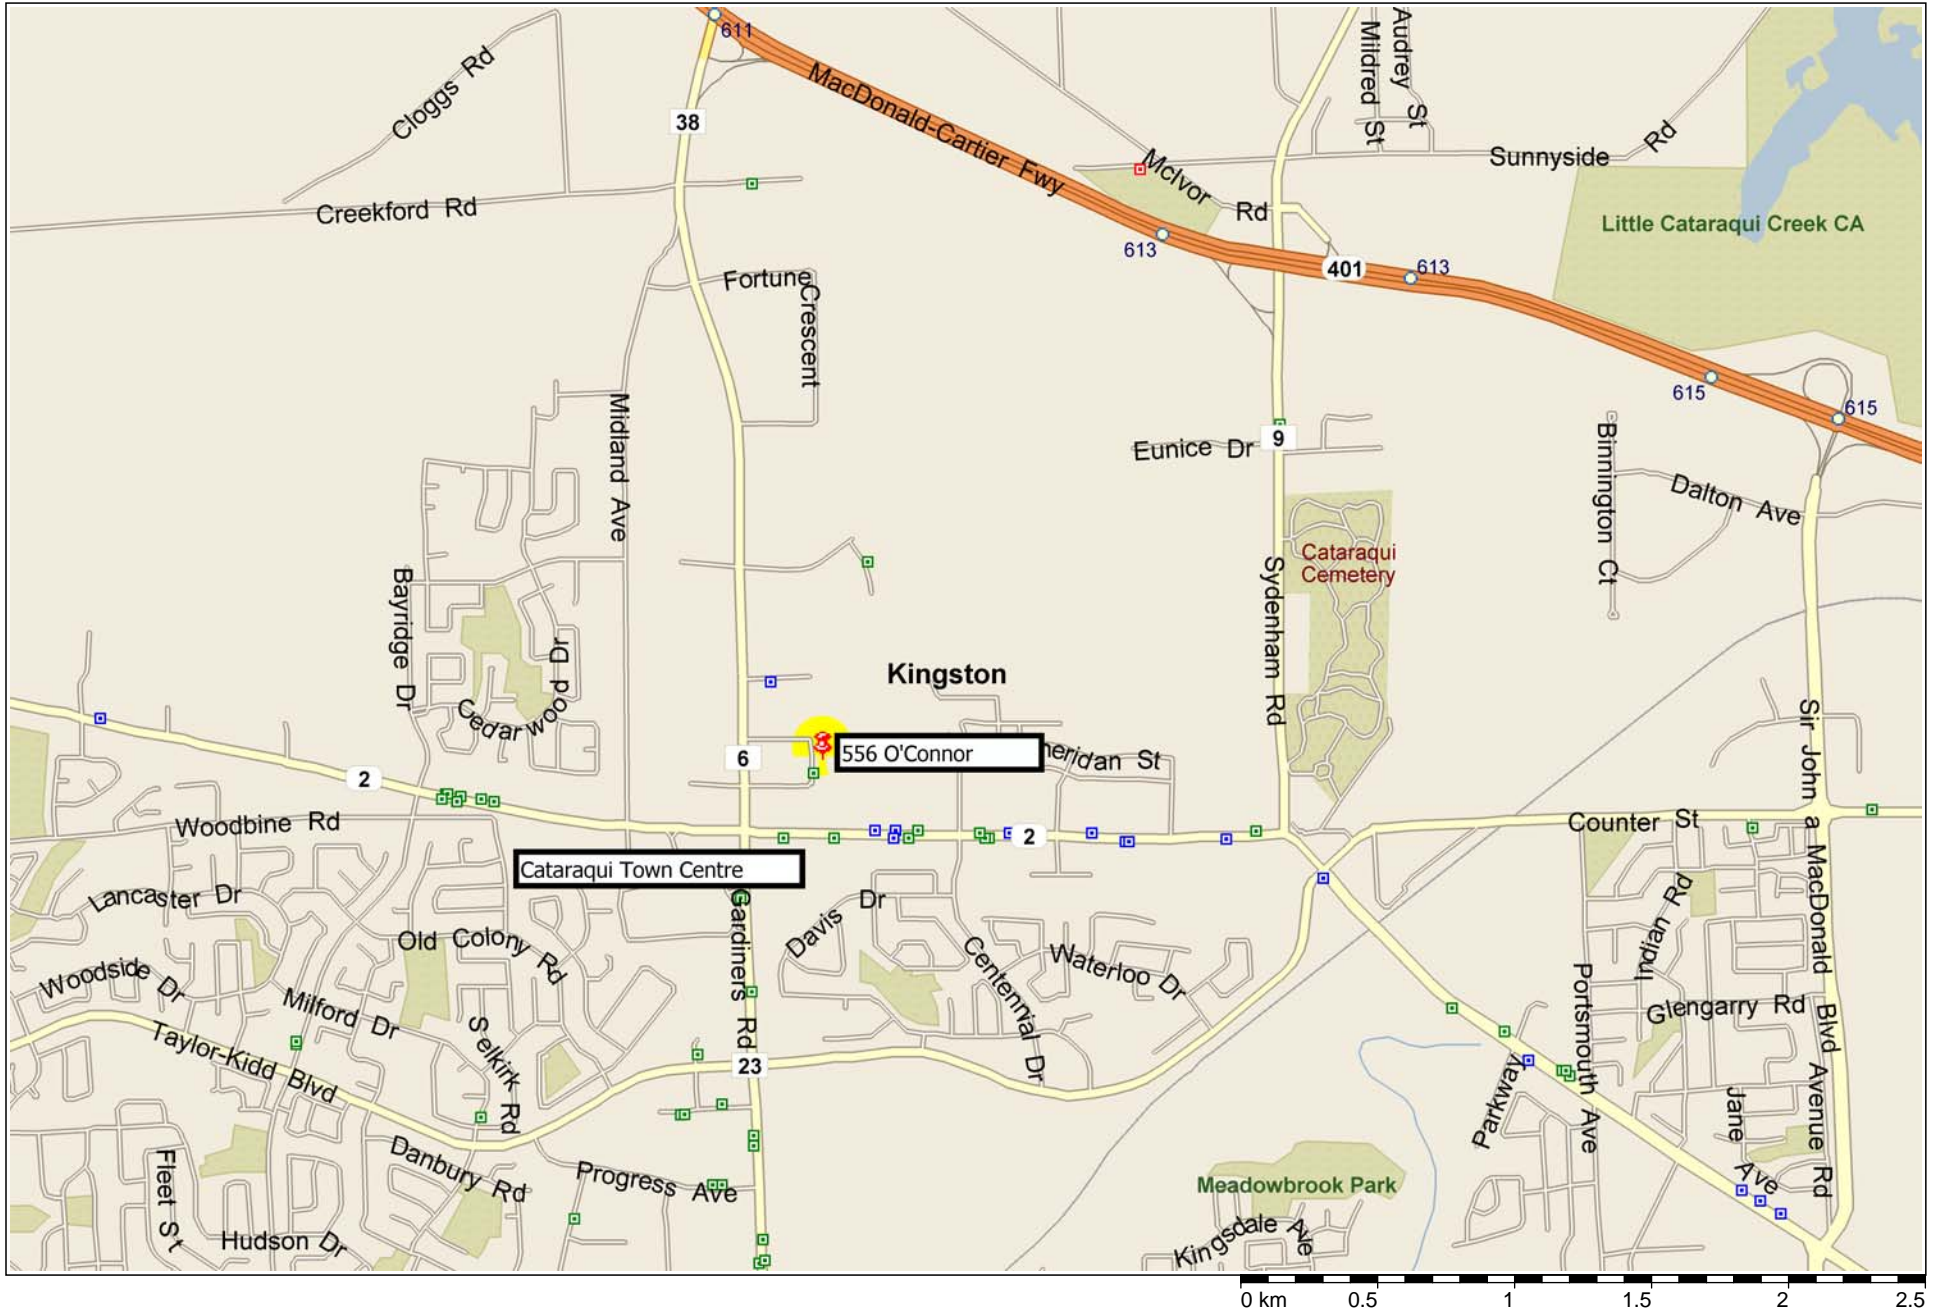 611
Cloggs Rd
MacDonald-Cartier Fwy
38
Mildred St
Audrey St
Sunnyside Rd
McIvor Rd
Creekford Rd
Little Cataraqui Creek CA
613
401
613
Fortune Crescent
615
615
Midland Ave
Eunice Dr
9
Binnington Ct
Dalton Ave
Cataraqui
Cemetery
Bayridge Dr
Sydenham Rd
Cedarwood Dr
Kingston
Sir John a MacDonald Blvd
556 O'Connor
heridan St
6
2
Woodbine Rd
2
Counter St
Cataraqui Town Centre
Lancaster Dr
Gardiners Rd
Davis Dr
Indian Rd
Old Colony Rd
Centennial Dr
Waterloo Dr
Woodside Dr
Milford Dr
Portsmouth Ave
Glengarry Rd
Selkirk Rd
Taylor-Kidd Blvd
23
Parkway
Jane Ave
Avenue Rd
Danbury Rd
Progress Ave
Fleet St
Meadowbrook Park
Hudson Dr
Kingsdale Ave
0 km 0.5 1 1.5 2 2.5